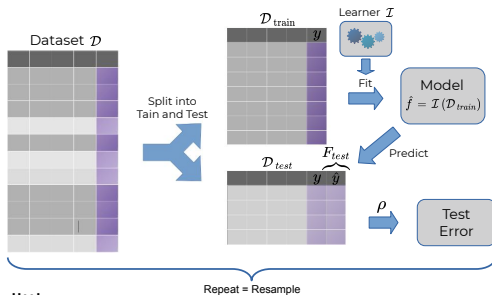 Dataset 𝒟
Split into
Tain and Test
𝒟train
y
Learner ℐ
Fit
Model
f̂ = ℐ(𝒟train)
Predict
𝒟test
Ftest
y ŷ
ρ
Test
Error
Repeat = Resample